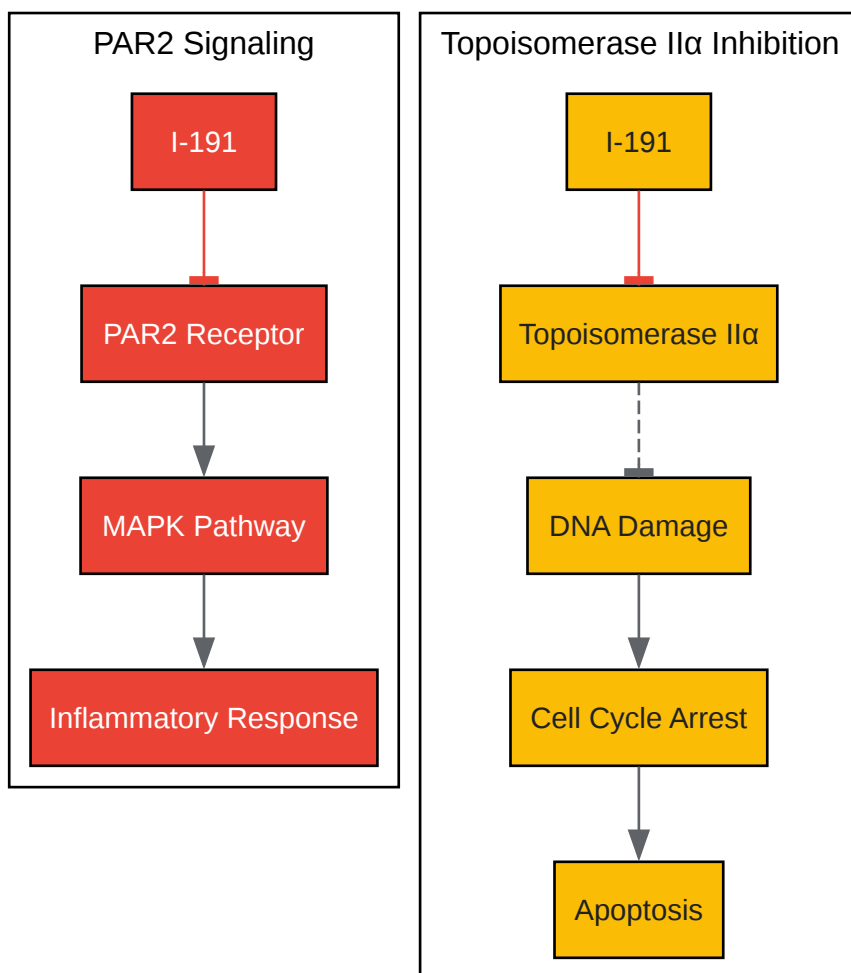 PAR2 Signaling
I-191
PAR2 Receptor
MAPK Pathway
Inflammatory Response
Topoisomerase IIα Inhibition
I-191
Topoisomerase IIα
DNA Damage
Cell Cycle Arrest
Apoptosis